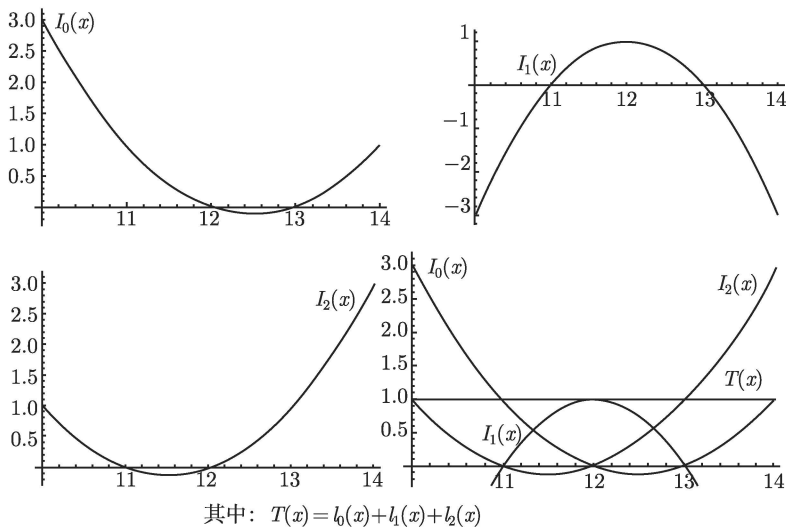 3.0 I₀(x)
2.5
2.0
1.5
1.0
0.5
11 12 13 14
1
I₁(x)
11 12 13 14
−1
−2
−3
3.0
2.5 I₂(x)
2.0
1.5
1.0
0.5
11 12 13 14
3.0 I₀(x)
2.5 I₂(x)
2.0
1.5
1.0 T(x)
0.5 I₁(x)
11 12 13 14
其中: T(x)=l₀(x)+l₁(x)+l₂(x)